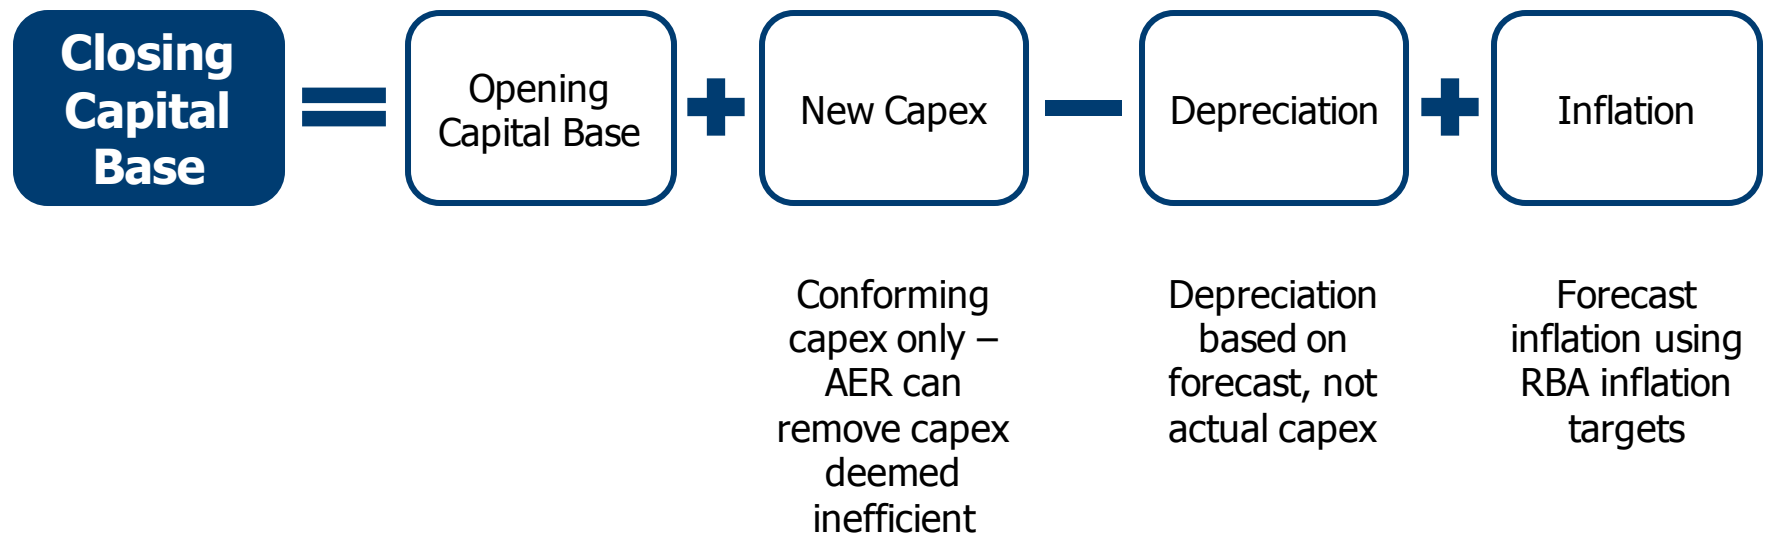 Closing
Capital
Base
Opening
Capital Base
New Capex
Depreciation
Inflation
Conforming
capex only –
AER can
remove capex
deemed
inefficient
Depreciation
based on
forecast, not
actual capex
Forecast
inflation using
RBA inflation
targets